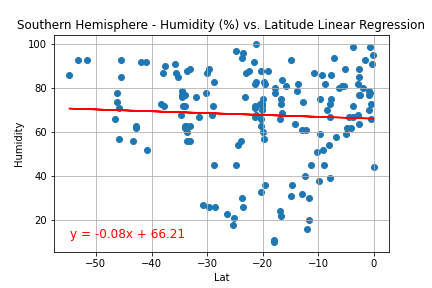 Southern Hemisphere - Humidity (%) vs. Latitude Linear Regression
100
80
60
40
20
Humidity
y = -0.08x + 66.21
−50
−40
−30
−20
−10
0
Lat